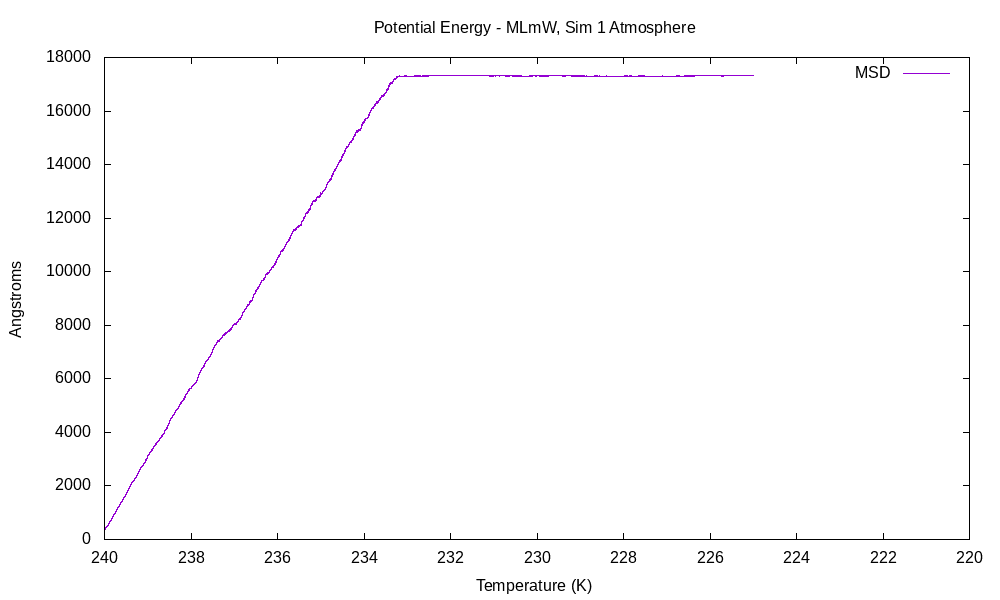 Potential Energy - MLmW, Sim 1 Atmosphere
18000
16000
14000
12000
10000
8000
6000
4000
2000
0
Angstroms
MSD
240 238 236 234 232 230 228 226 224 222 220
Temperature (K)